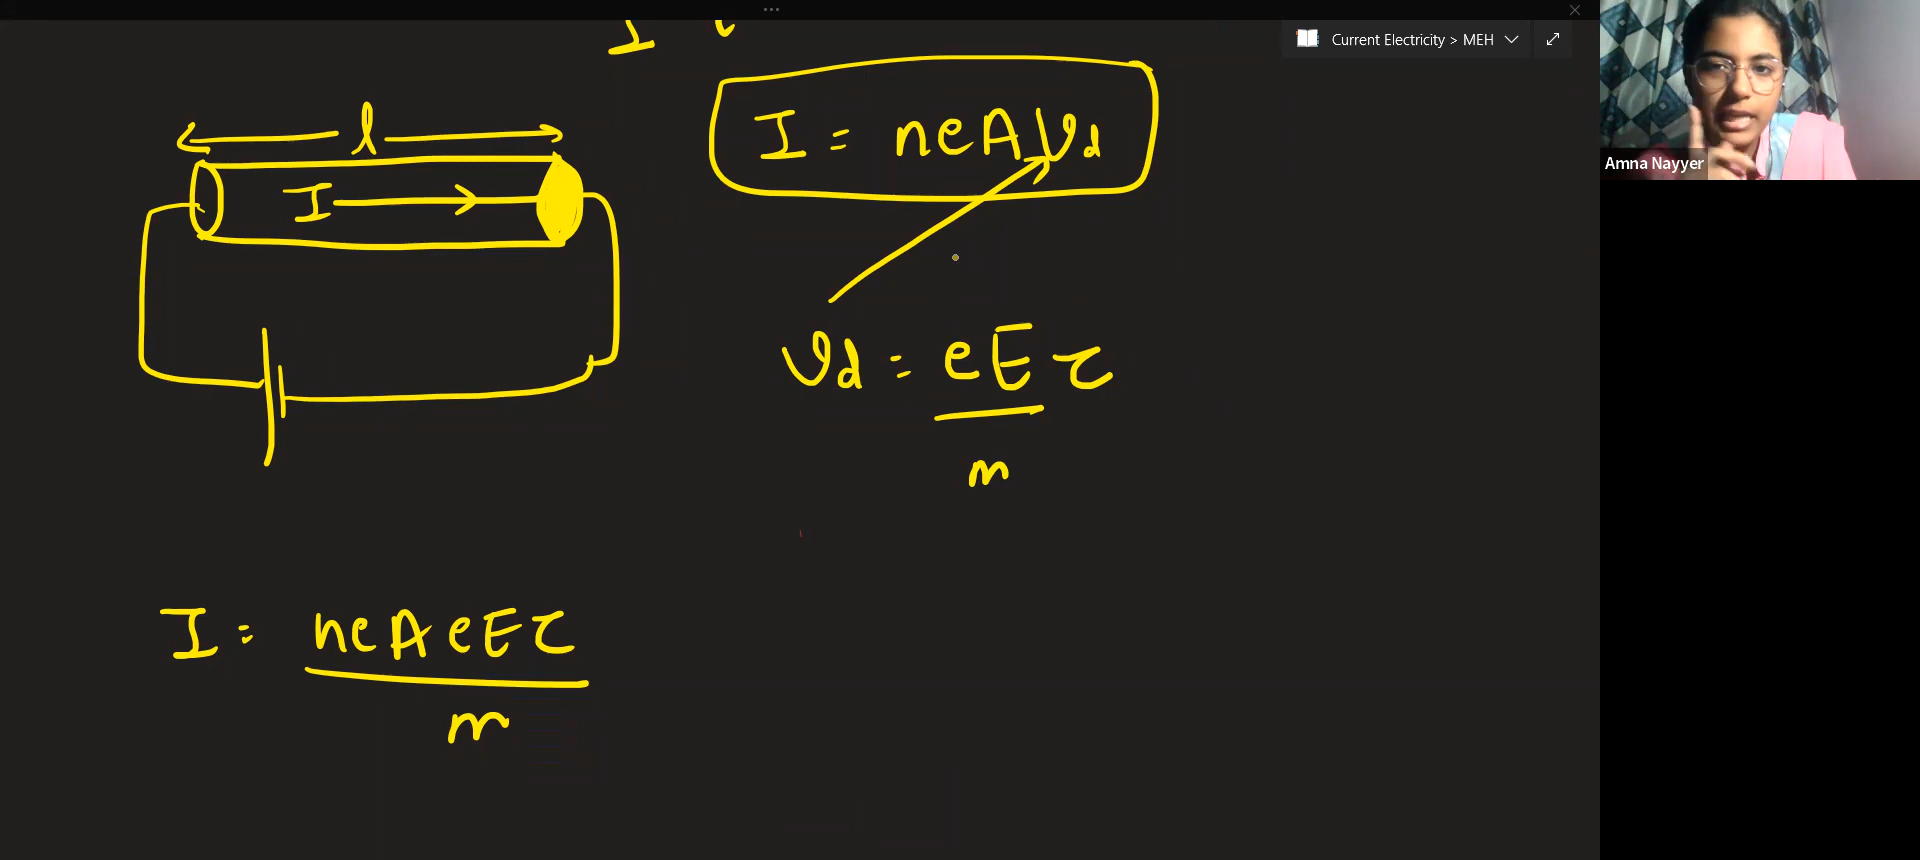 Current Electricity > MEH
Amna Nayyer
l
I = neAvd
I
vd = eEτ
m
I = neAeEτ
m